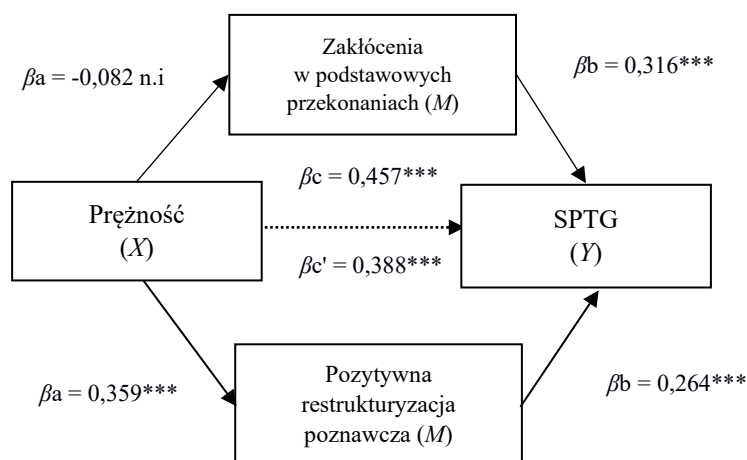 Zakłócenia
w podstawowych
przekonaniach (M)
βa = -0,082 n.i
βb = 0,316***
βc = 0,457***
Prężność
(X)
SPTG
(Y)
βc' = 0,388***
βa = 0,359***
Pozytywna
restrukturyzacja
poznawcza (M)
βb = 0,264***